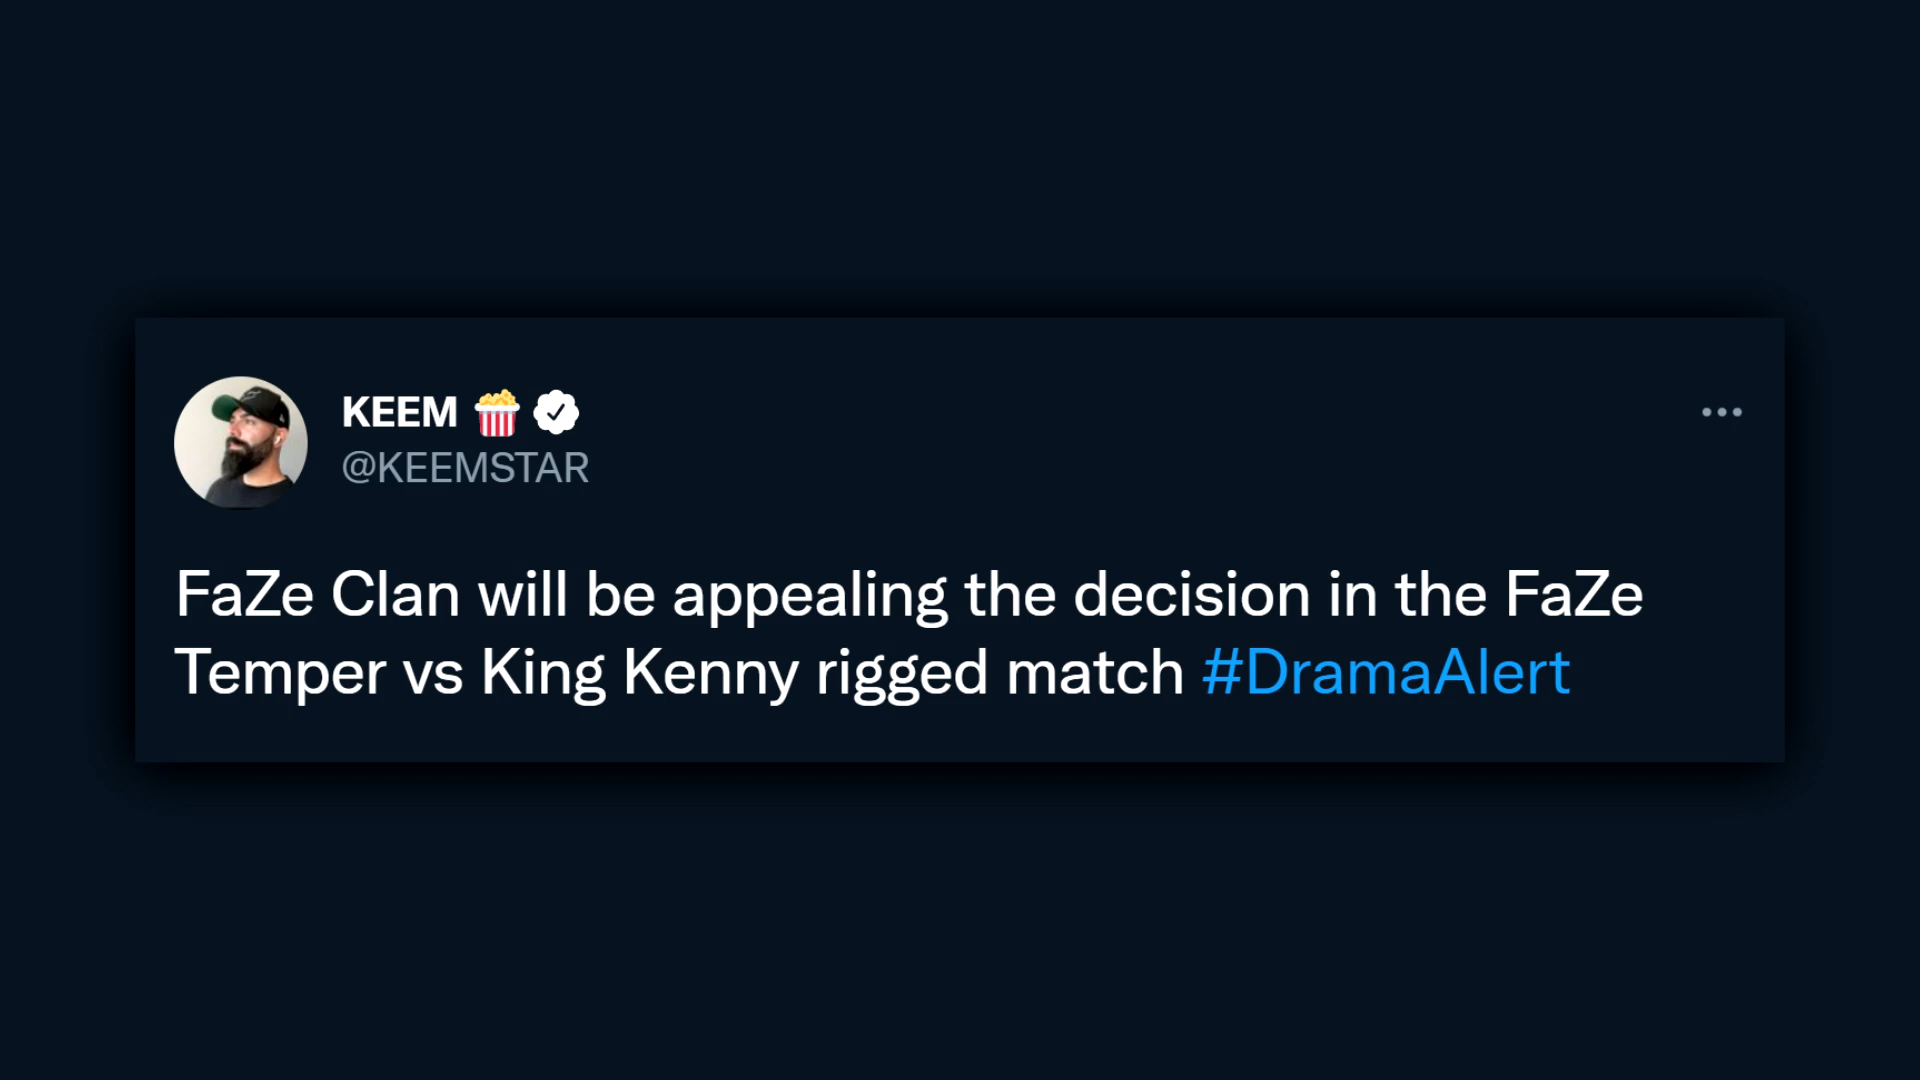 KEEM 🍿
@KEEMSTAR
FaZe Clan will be appealing the decision in the FaZe
Temper vs King Kenny rigged match #DramaAlert